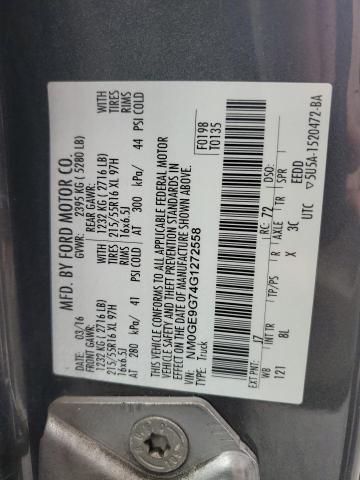 MFD. BY FORD MOTOR CO.
DATE: 03/16 GVWR: 2395 KG (5280 LB)
FRONT GAWR: REAR GAWR:
1232 KG (2716 LB) WITH 1232 KG (2716 LB) WITH
215/55R16 XL 97H TIRES 215/55R16 XL 97H TIRES
16x6.5J RIMS 16x6.5J RIMS
AT 280 kPa/ 41 PSI COLD AT 300 kPa/ 44 PSI COLD
THIS VEHICLE CONFORMS TO ALL APPLICABLE FEDERAL MOTOR
VEHICLE SAFETY AND THEFT PREVENTION STANDARDS IN
EFFECT ON THE DATE OF MANUFACTURE SHOWN ABOVE.
VIN: NM0GE9G74G1272558 F0198
TYPE: Truck T0135
EXT PNT: J7 RC: 72 DSO:
WB INT TR TP/PS R AXLE TR SPR
121 8L X 3C EEDD
UTC ▽5U5A-1520472-BA